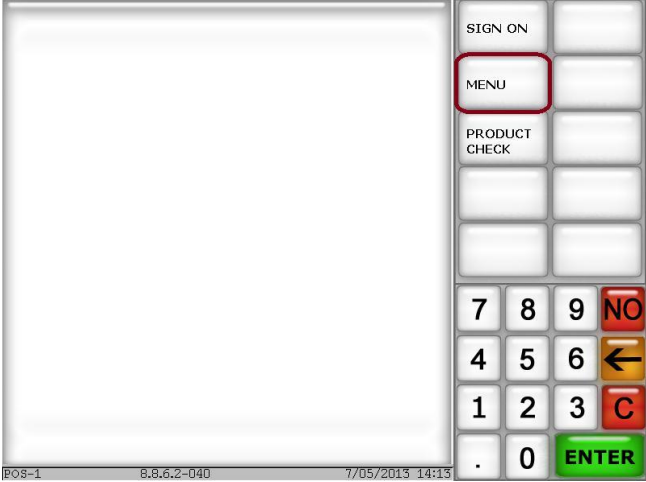 SIGN ON
MENU
PRODUCT
CHECK
7 8 9 NO
4 5 6 ←
1 2 3 C
. 0 ENTER
POS-1 8.8.6.2-040 7/05/2013 14:13